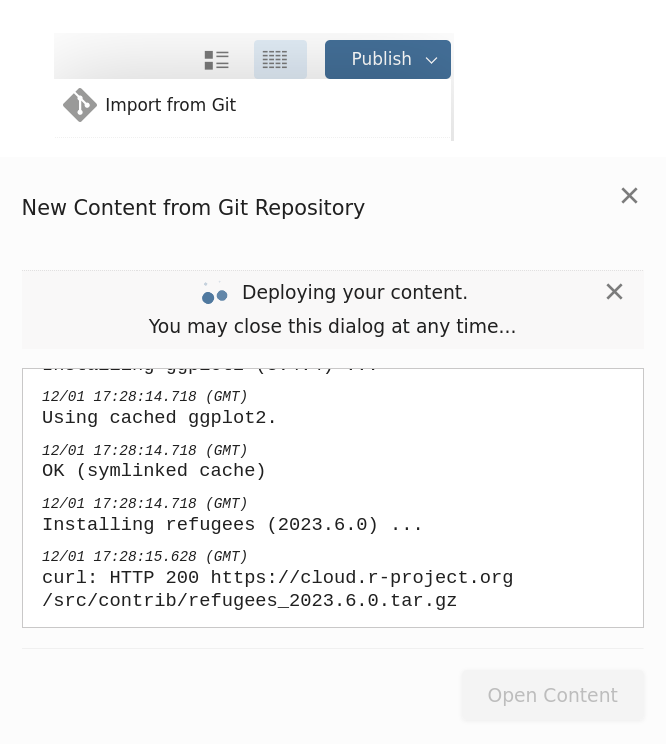 Publish
Import from Git
New Content from Git Repository
Deploying your content.
You may close this dialog at any time...
Installing ggplot2
12/01 17:28:14.718 (GMT)
Using cached ggplot2.
12/01 17:28:14.718 (GMT)
OK (symlinked cache)
12/01 17:28:14.718 (GMT)
Installing refugees (2023.6.0) ...
12/01 17:28:15.628 (GMT)
curl: HTTP 200 https://cloud.r-project.org
/src/contrib/refugees_2023.6.0.tar.gz
Open Content